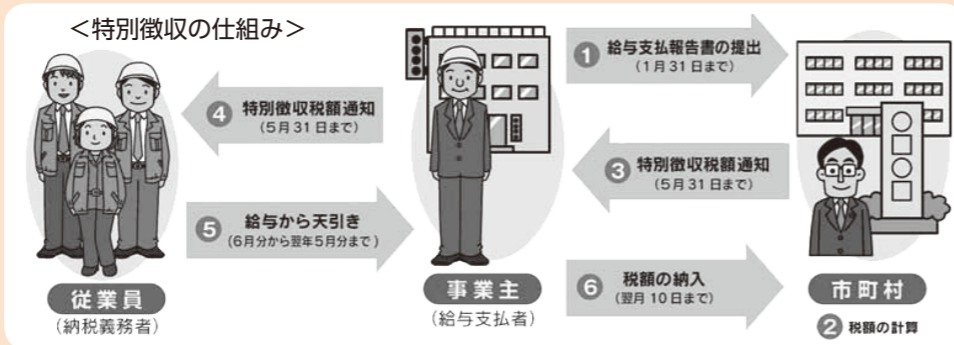 ＜特別徴収の仕組み＞
① 給与支払報告書の提出
（1月31日まで）
④ 特別徴収税額通知
（5月31日まで）
③ 特別徴収税額通知
（5月31日まで）
⑤ 給与から天引き
（6月分から翌年5月分まで）
⑥ 税額の納入
（翌月10日まで）
従業員
（納税義務者）
事業主
（給与支払者）
市町村
② 税額の計算